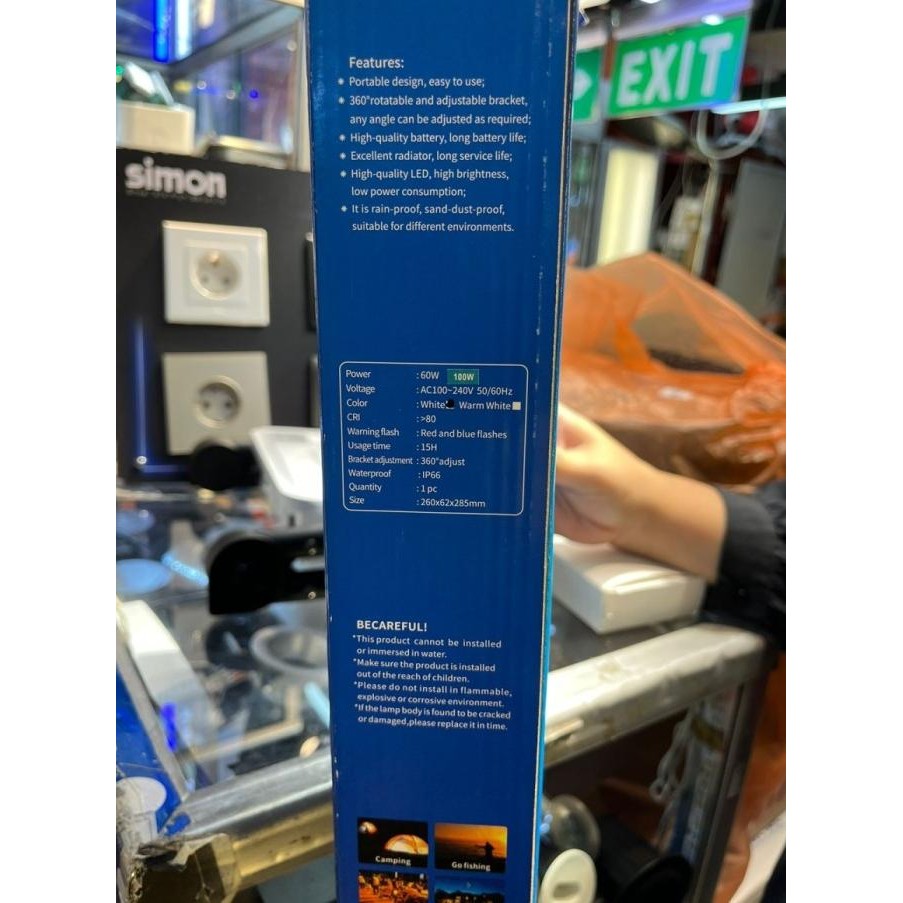 EXIT
simon
Features:
Portable design, easy to use;
360°rotatable and adjustable bracket,
any angle can be adjusted as required;
High-quality battery, long battery life;
Excellent radiator, long service life;
High-quality LED, high brightness,
low power consumption;
It is rain-proof, sand-dust-proof,
suitable for different environments.
Power :60W 100W
Voltage :AC100~240V 50/60Hz
Color :White Warm White
CRI :>80
Warning flash :Red and blue flashes
Usage time :15H
Bracket adjustment :360°adjust
Waterproof :IP66
Quantity :1 pc
Size :260x62x285mm
BECAREFUL!
*This product cannot be installed
or immersed in water.
*Make sure the product is installed
out of the reach of children.
*Please do not install in flammable,
explosive or corrosive environment.
*If the lamp body is found to be cracked
or damaged,please replace it in time.
Camping
Go fishing